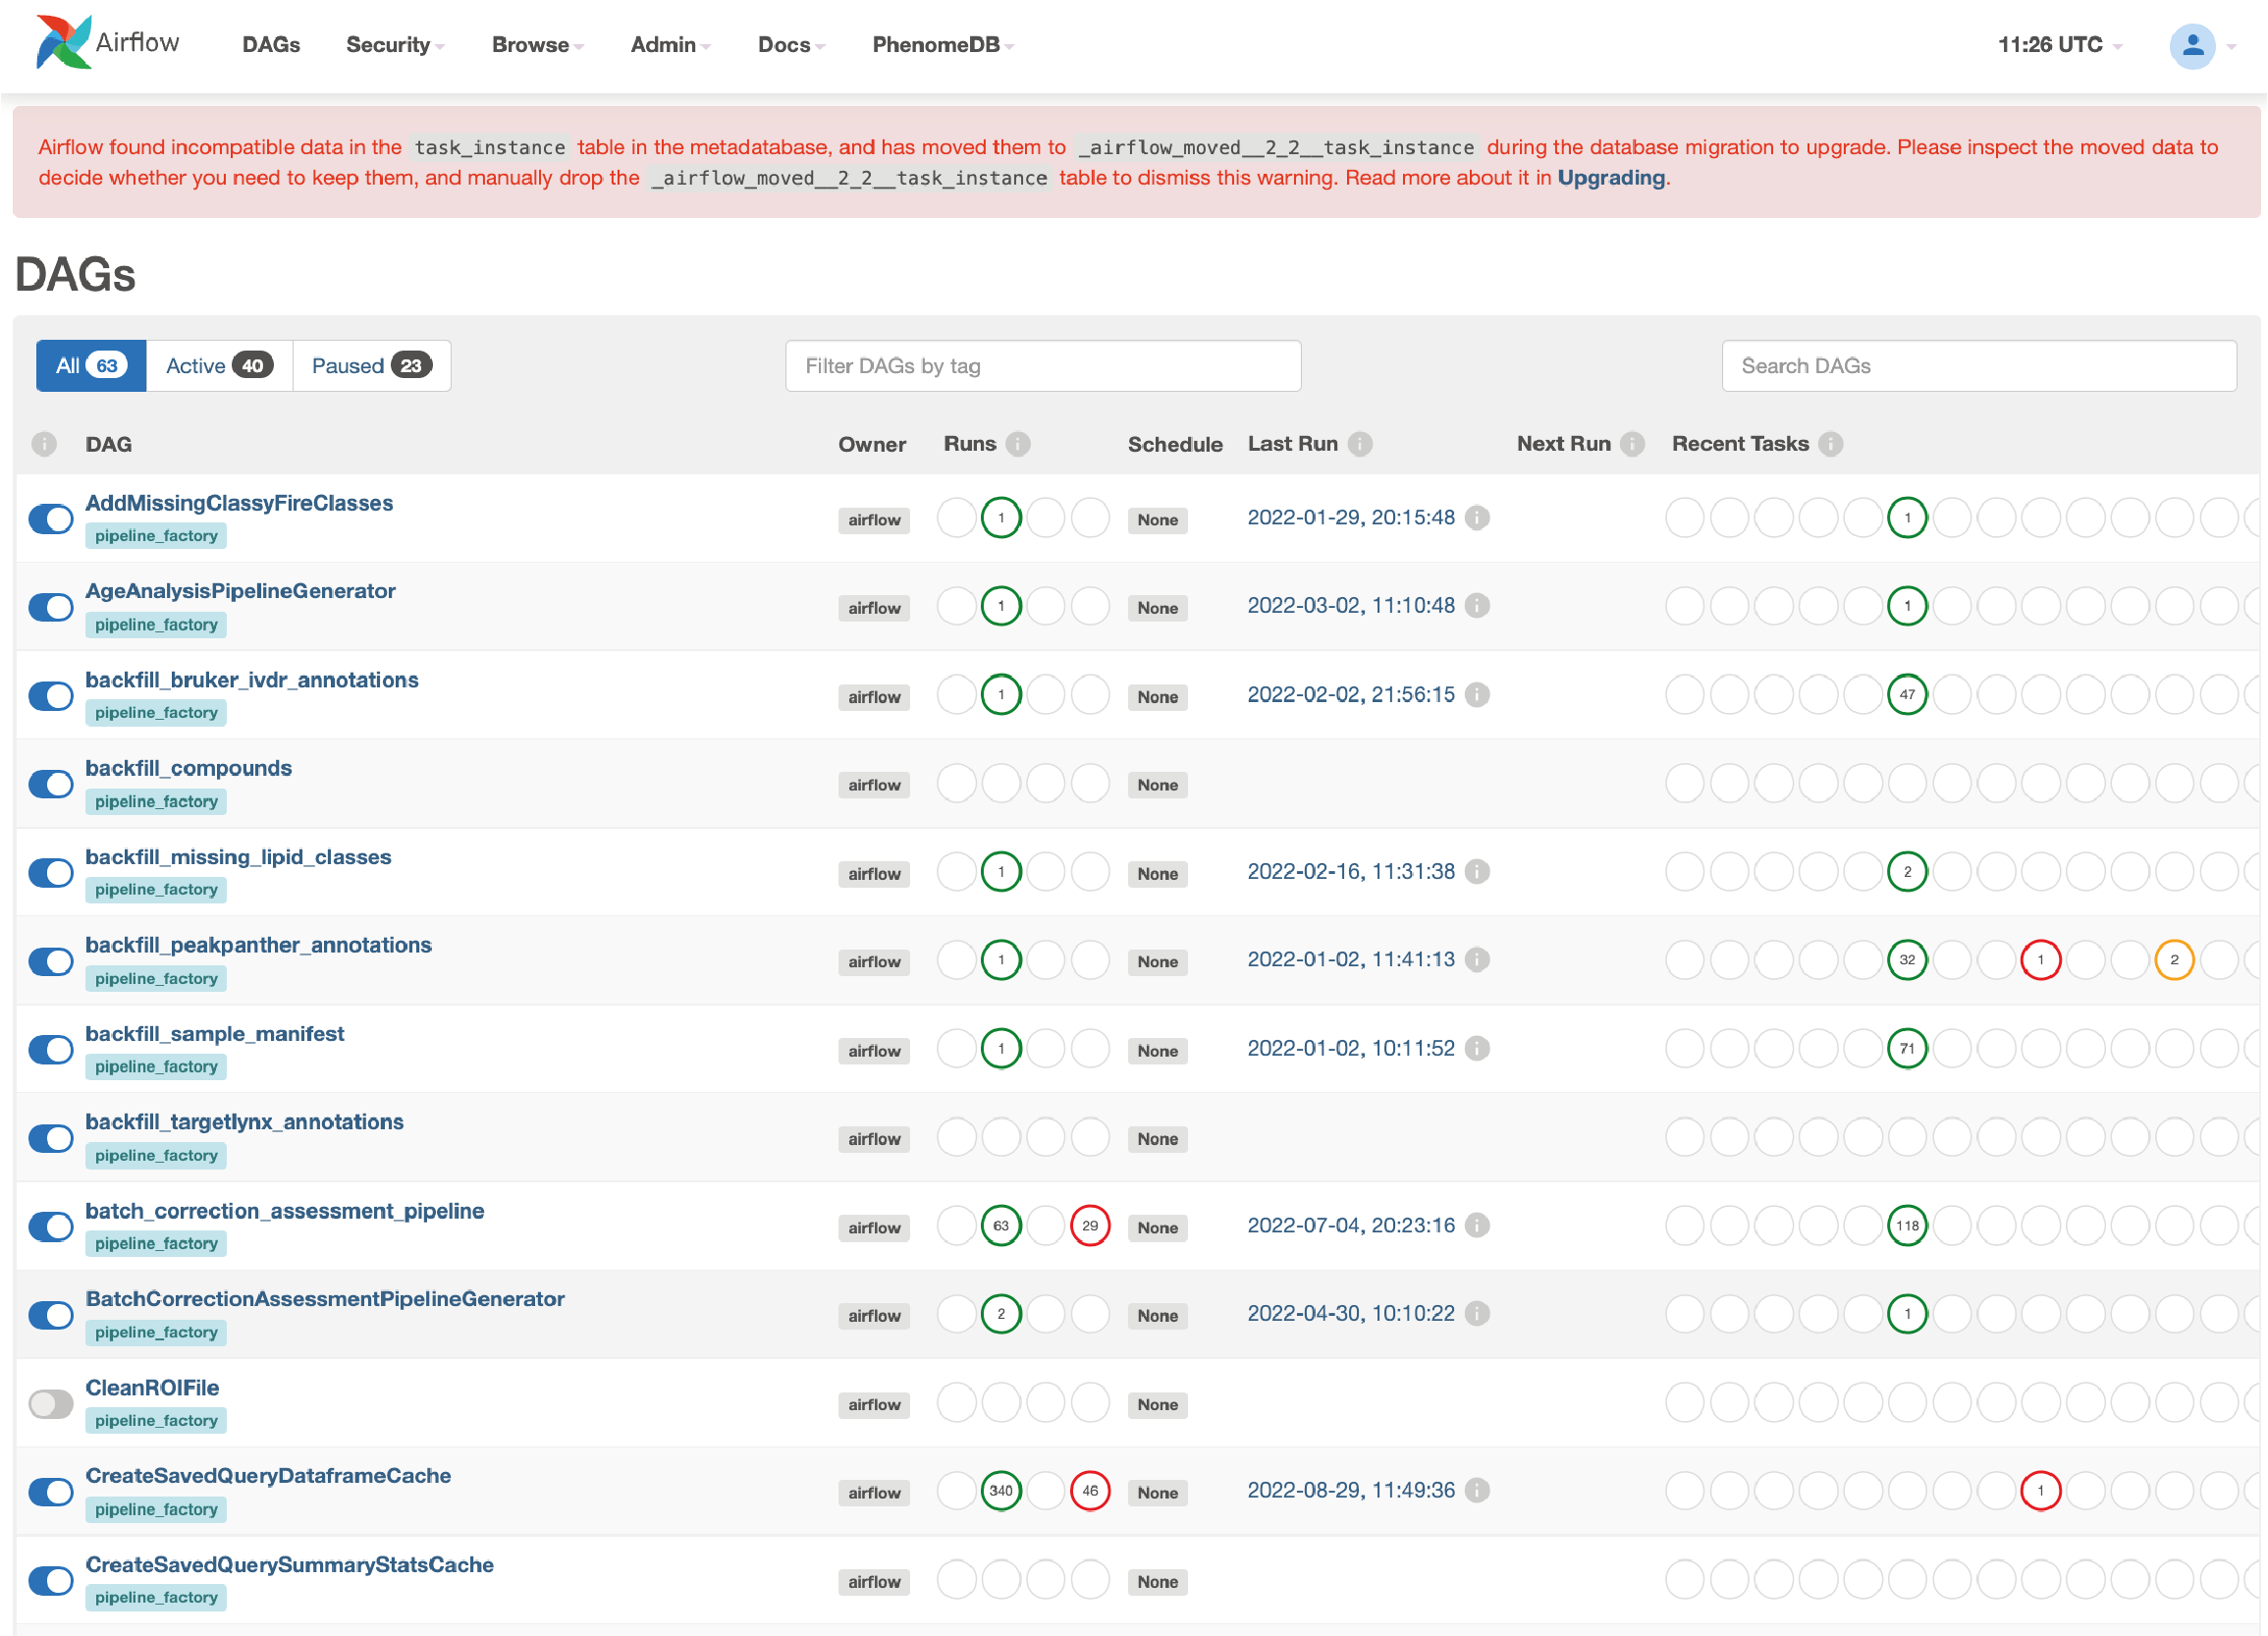 Airflow DAGs Security Browse Admin Docs PhenomeDB 11:26 UTC
Airflow found incompatible data in the task_instance table in the metadatabase, and has moved them to _airflow_moved__2_2__task_instance during the database migration to upgrade. Please inspect the moved data to
decide whether you need to keep them, and manually drop the _airflow_moved__2_2__task_instance table to dismiss this warning. Read more about it in Upgrading.
DAGs
All 63 Active 40 Paused 23 Filter DAGs by tag Search DAGs
i DAG Owner Runs i Schedule Last Run i Next Run i Recent Tasks i
AddMissingClassyFireClasses
pipeline_factory
airflow 1 None 2022-01-29, 20:15:48 i 1
AgeAnalysisPipelineGenerator
pipeline_factory
airflow 1 None 2022-03-02, 11:10:48 i 1
backfill_bruker_ivdr_annotations
pipeline_factory
airflow 1 None 2022-02-02, 21:56:15 i 47
backfill_compounds
pipeline_factory
airflow None
backfill_missing_lipid_classes
pipeline_factory
airflow 1 None 2022-02-16, 11:31:38 i 2
backfill_peakpanther_annotations
pipeline_factory
airflow 1 None 2022-01-02, 11:41:13 i 32 1 2
backfill_sample_manifest
pipeline_factory
airflow 1 None 2022-01-02, 10:11:52 i 71
backfill_targetlynx_annotations
pipeline_factory
airflow None
batch_correction_assessment_pipeline
pipeline_factory
airflow 63 29 None 2022-07-04, 20:23:16 i 118
BatchCorrectionAssessmentPipelineGenerator
pipeline_factory
airflow 2 None 2022-04-30, 10:10:22 i 1
CleanROIFile
pipeline_factory
airflow None
CreateSavedQueryDataframeCache
pipeline_factory
airflow 340 46 None 2022-08-29, 11:49:36 i 1
CreateSavedQuerySummaryStatsCache
pipeline_factory
airflow None